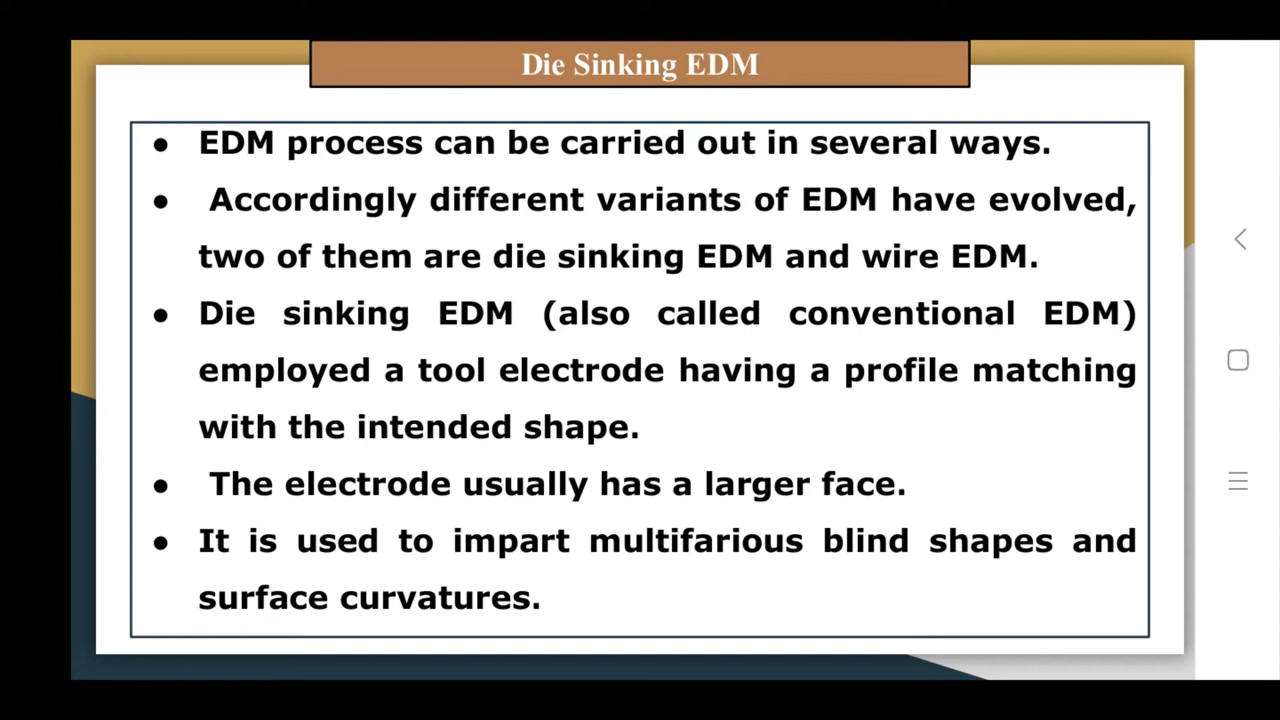 Die Sinking EDM
● EDM process can be carried out in several ways.
● Accordingly different variants of EDM have evolved,
two of them are die sinking EDM and wire EDM.
● Die sinking EDM (also called conventional EDM)
employed a tool electrode having a profile matching
with the intended shape.
● The electrode usually has a larger face.
● It is used to impart multifarious blind shapes and
surface curvatures.